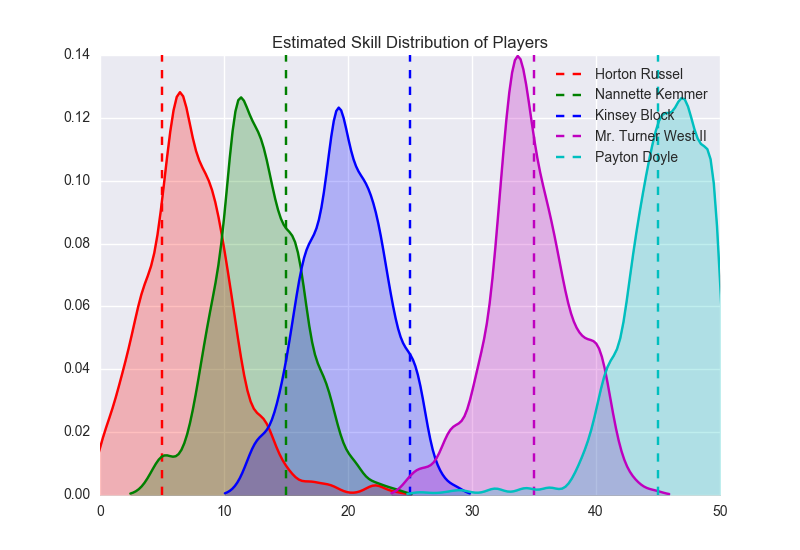 Estimated Skill Distribution of Players
0.14
0.12
0.10
0.08
0.06
0.04
0.02
0.00
0 10 20 30 40 50
Horton Russel
Nannette Kemmer
Kinsey Block
Mr. Turner West II
Payton Doyle